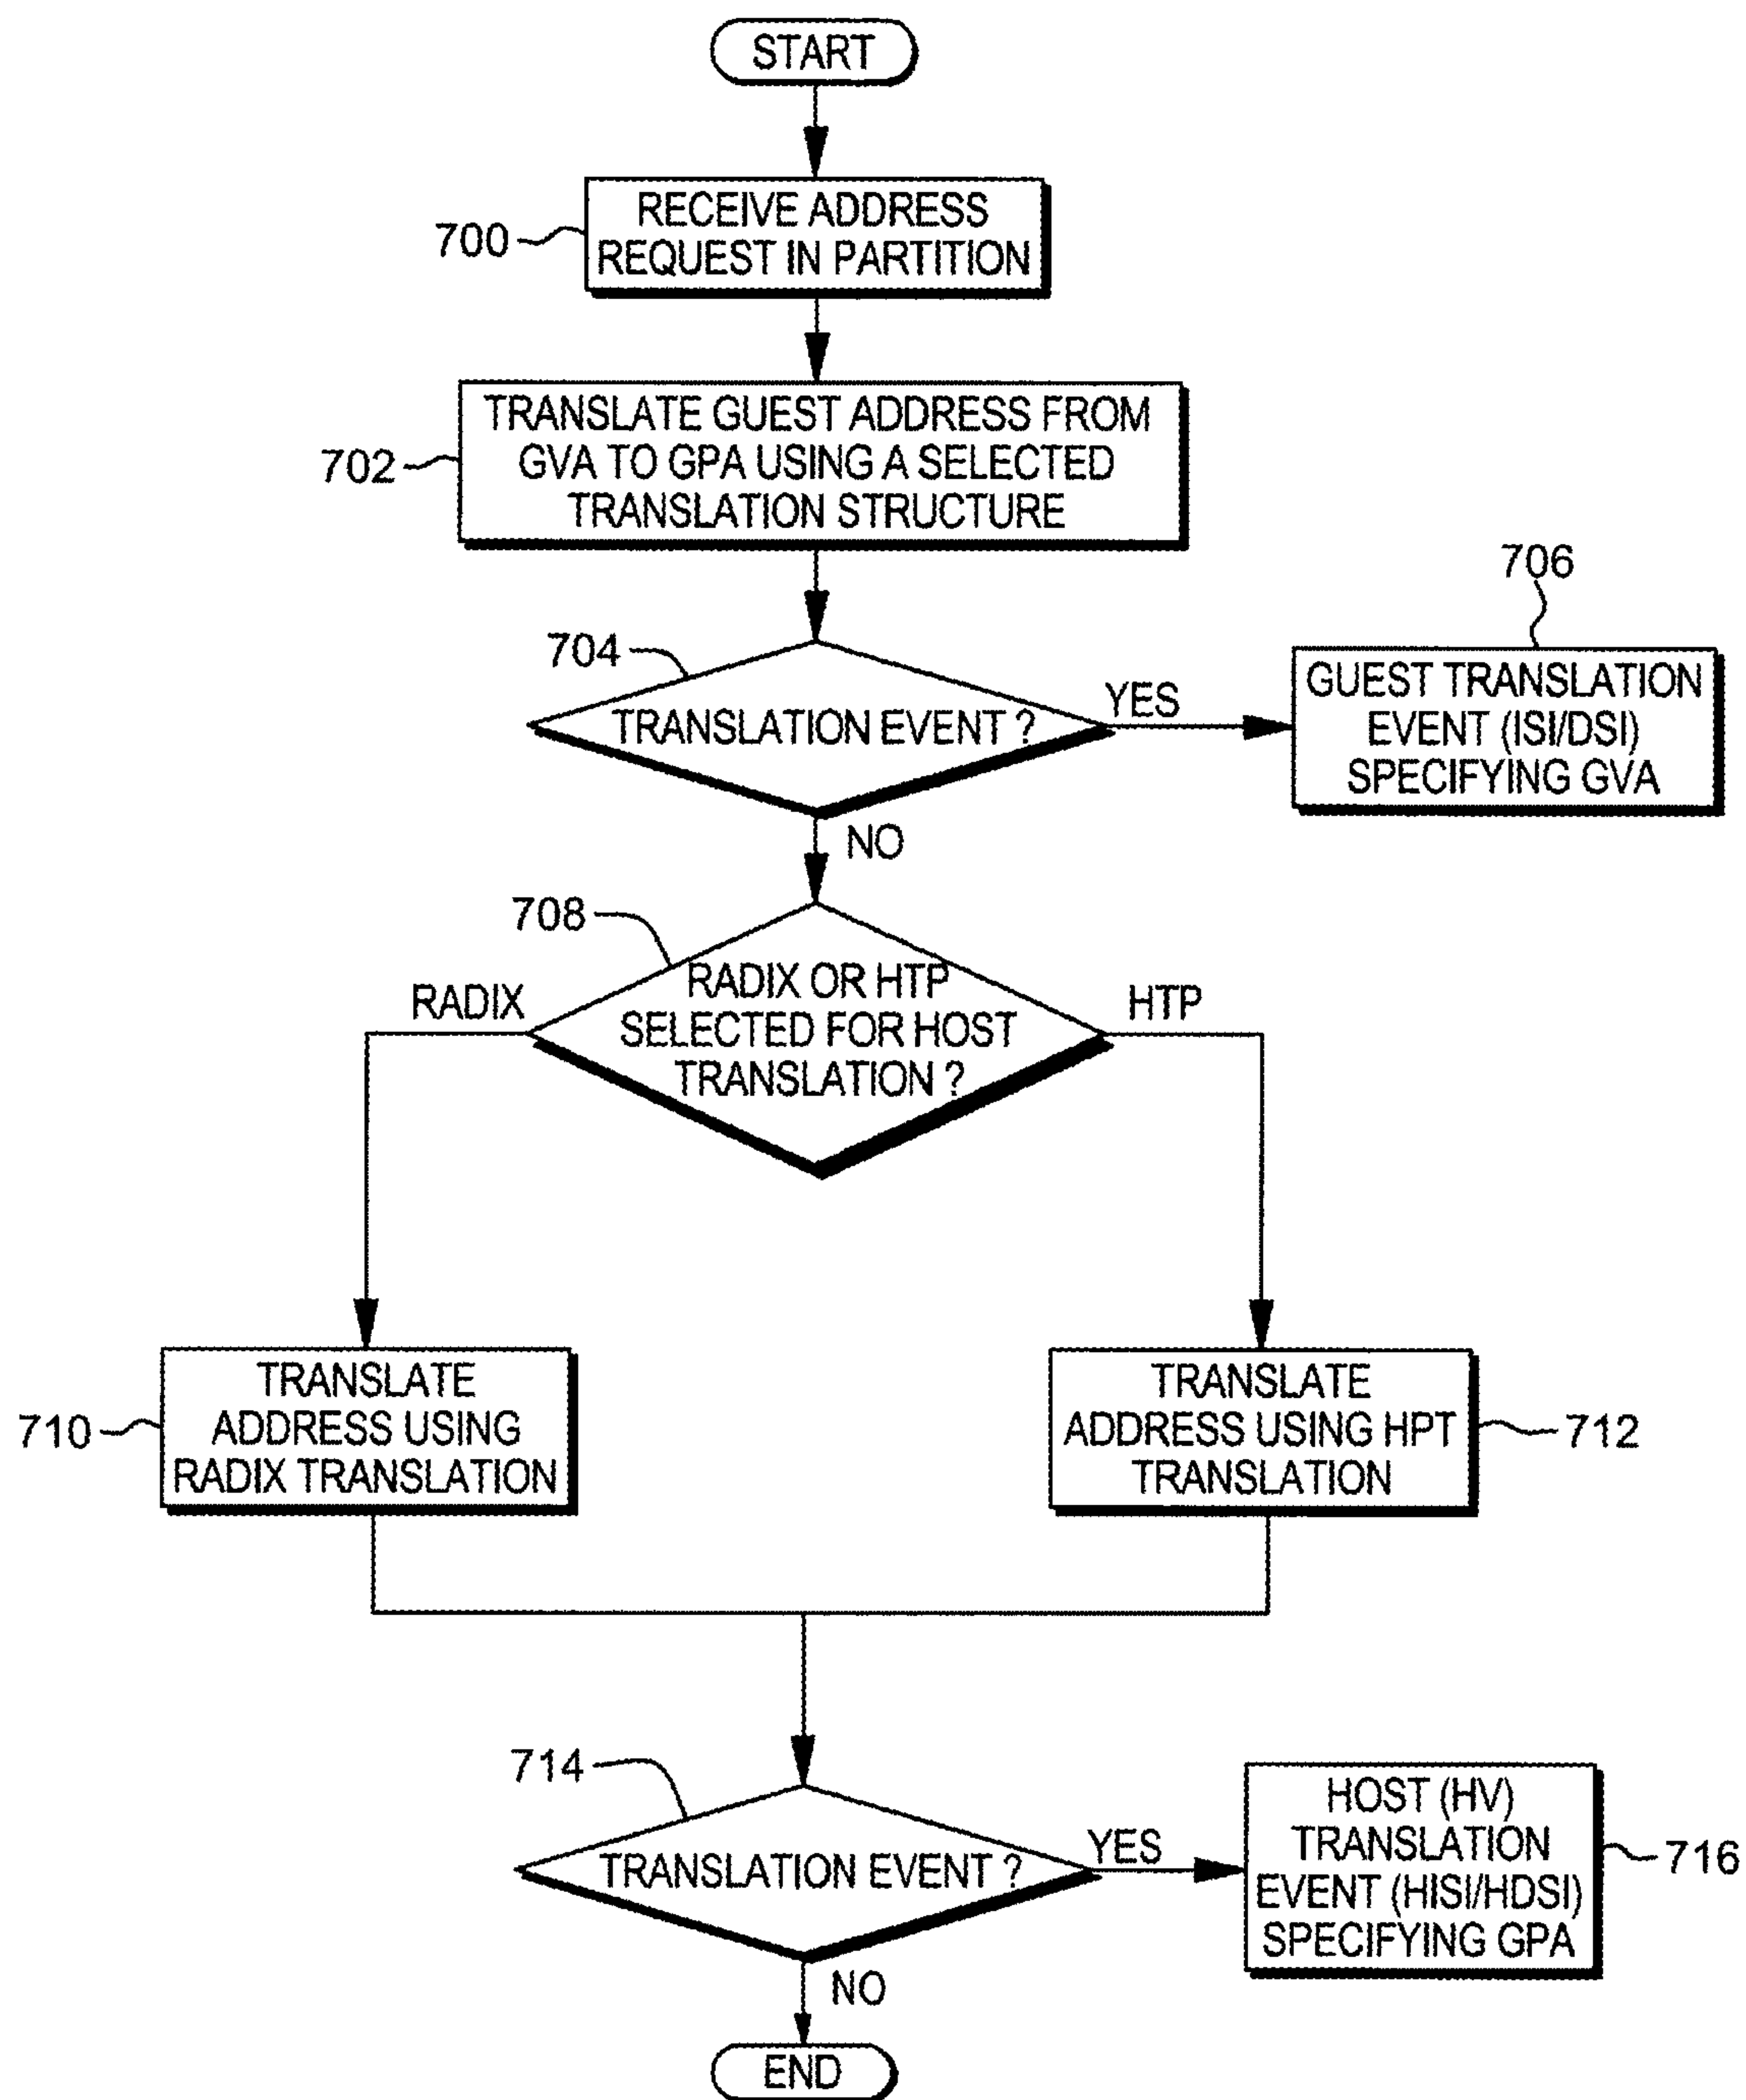 START
700
RECEIVE ADDRESS
REQUEST IN PARTITION
702
TRANSLATE GUEST ADDRESS FROM
GVA TO GPA USING A SELECTED
TRANSLATION STRUCTURE
704
TRANSLATION EVENT ?
YES
706
GUEST TRANSLATION
EVENT (ISI/DSI)
SPECIFYING GVA
NO
708
RADIX OR HTP
SELECTED FOR HOST
TRANSLATION ?
RADIX
HTP
710
TRANSLATE
ADDRESS USING
RADIX TRANSLATION
TRANSLATE
ADDRESS USING HPT
TRANSLATION
712
714
TRANSLATION EVENT ?
YES
HOST (HV)
TRANSLATION
EVENT (HISI/HDSI)
SPECIFYING GPA
716
NO
END